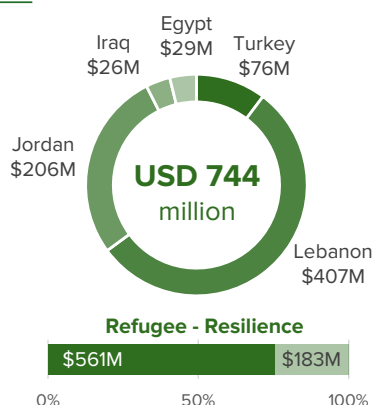 Egypt
$29M
Iraq
$26M
Turkey
$76M
Jordan
$206M
USD 744
million
Lebanon
$407M
Refugee - Resilience
$561M $183M
0% 50% 100%